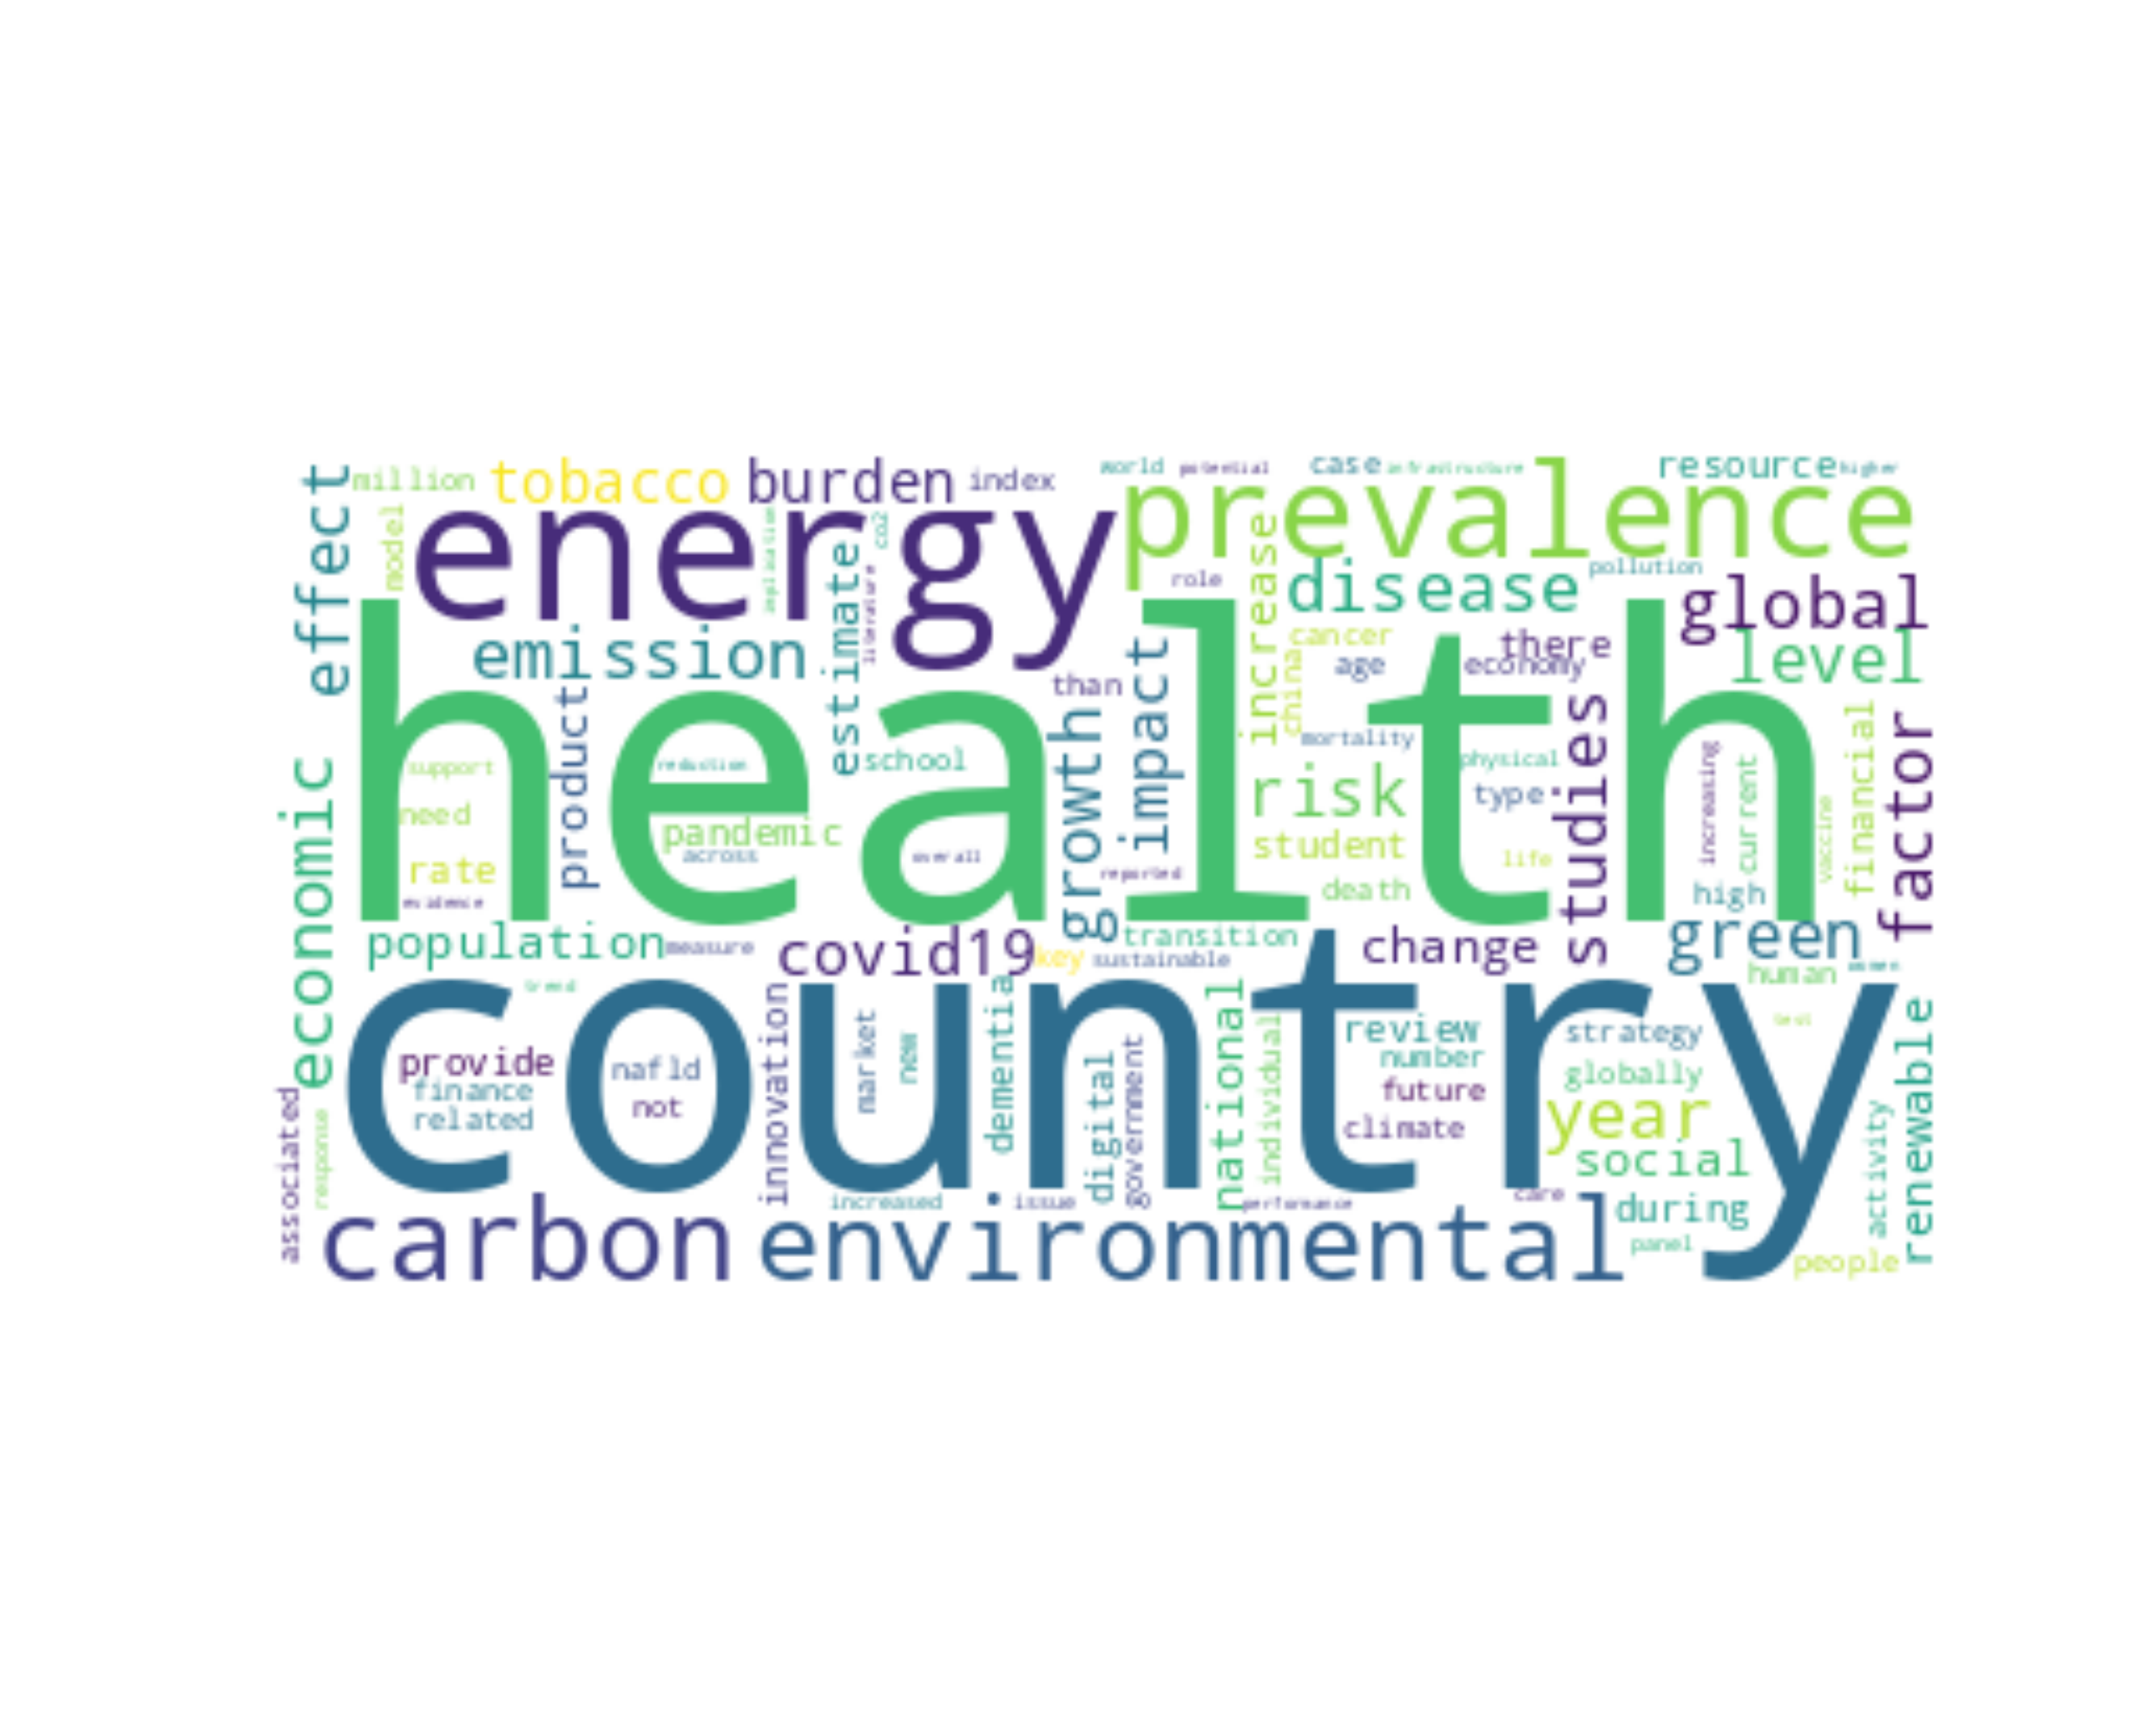 million
tobacco
burden
index
world
potential
case
infrastructure
resource
higher
effect
model
energy
co2
prevalence
role
increase
disease
pollution
global
emission
estimate
literature
cancer
there
age
economy
level
than
china
health
product
school
growth
impact
mortality
risk
physical
type
studies
increasing
current
vaccine
financial
factor
economic
support
reduction
need
pandemic
across
overall
student
life
rate
evidence
reported
death
high
population
measure
covid19
key
transition
sustainable
change
green
human
women
trend
country
provide
finance
related
nafld
not
innovation
market
new
dementia
digital
government
national
individual
review
number
future
climate
strategy
globally
year
social
renewable
associated
response
increased
issue
performance
care
during
activity
carbon
environmental
panel
people